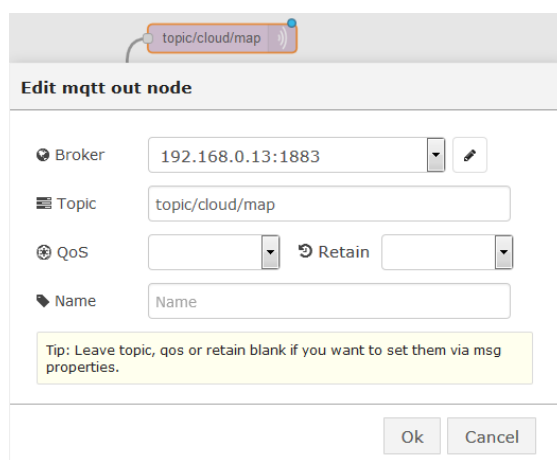 topic/cloud/map
Edit mqtt out node
Broker
192.168.0.13:1883
Topic
topic/cloud/map
QoS
Retain
Name
Name
Tip: Leave topic, qos or retain blank if you want to set them via msg
properties.
Ok
Cancel